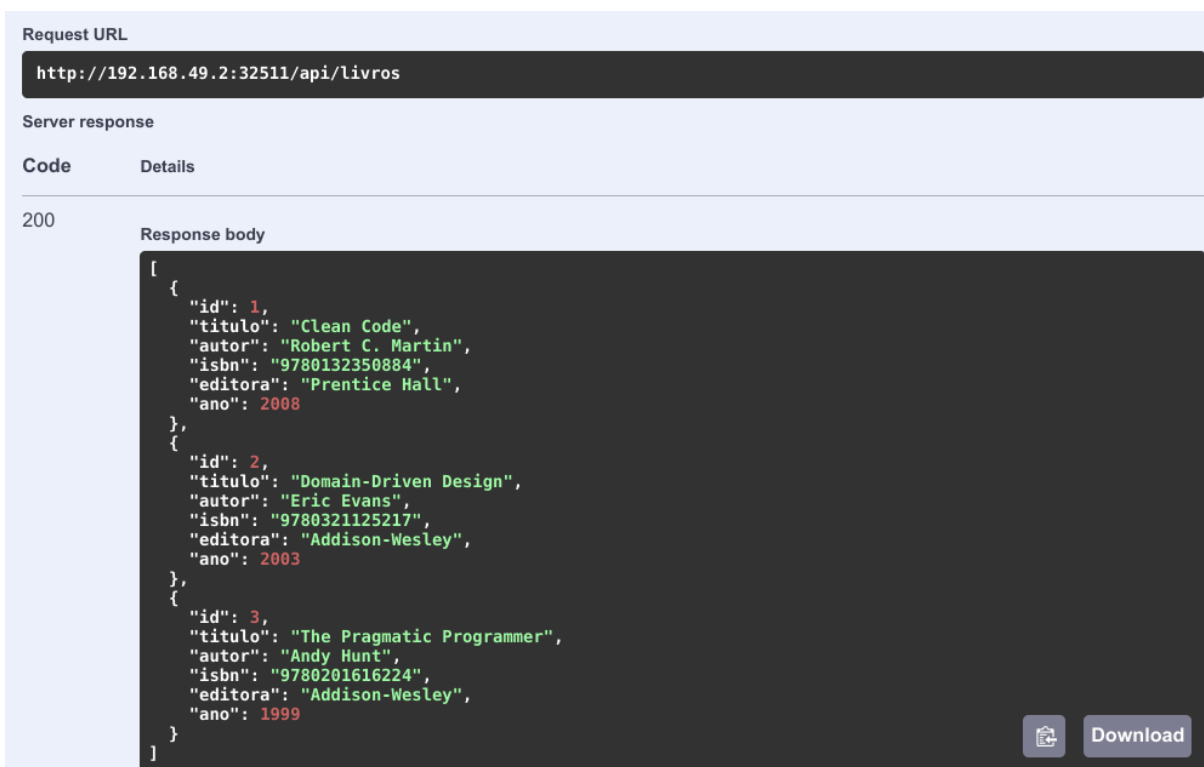 Request URL
http://192.168.49.2:32511/api/livros
Server response
Code Details
200
Response body
[
  {
    "id": 1,
    "titulo": "Clean Code",
    "autor": "Robert C. Martin",
    "isbn": "9780132350884",
    "editora": "Prentice Hall",
    "ano": 2008
  },
  {
    "id": 2,
    "titulo": "Domain-Driven Design",
    "autor": "Eric Evans",
    "isbn": "9780321125217",
    "editora": "Addison-Wesley",
    "ano": 2003
  },
  {
    "id": 3,
    "titulo": "The Pragmatic Programmer",
    "autor": "Andy Hunt",
    "isbn": "9780201616224",
    "editora": "Addison-Wesley",
    "ano": 1999
  }
]
Download